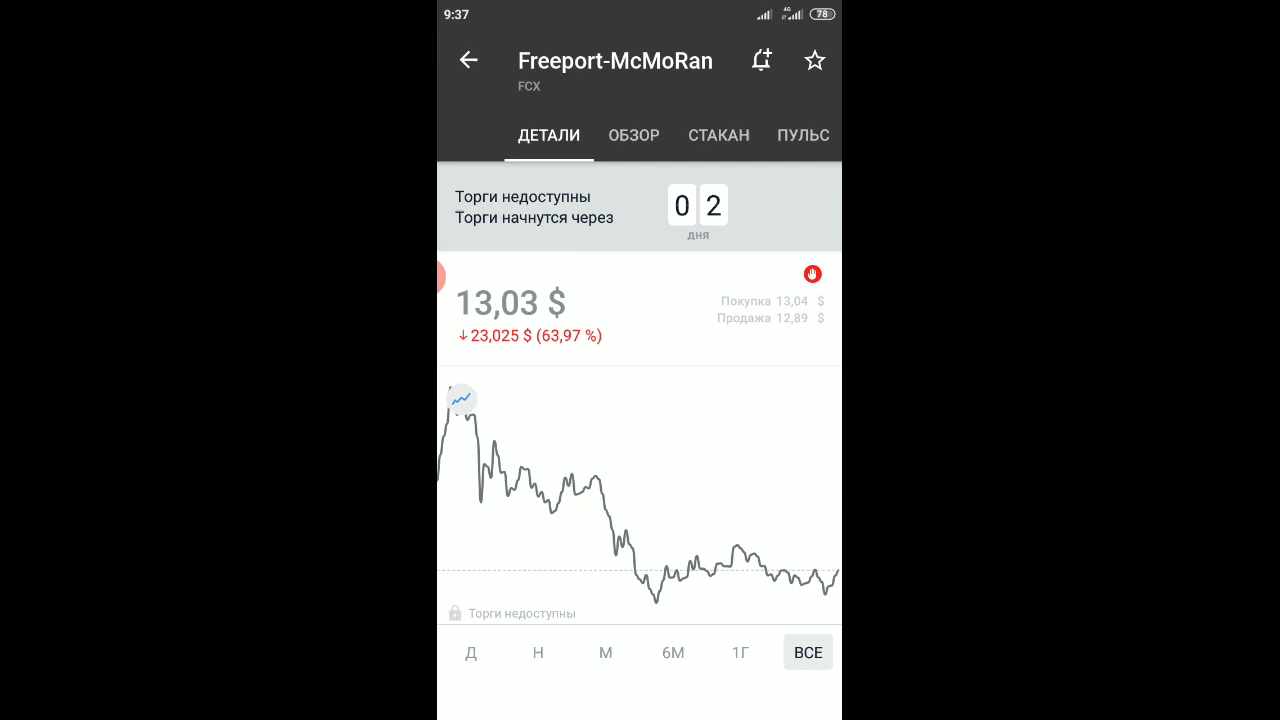 9:37
4G
78
Freeport-McMoRan
FCX
ДЕТАЛИ ОБЗОР СТАКАН ПУЛЬС
Торги недоступны
Торги начнутся через
0 2
дня
13,03 $
↓23,025 $ (63,97 %)
Покупка 13,04 $
Продажа 12,89 $
Торги недоступны
Д Н М 6М 1Г ВСЕ